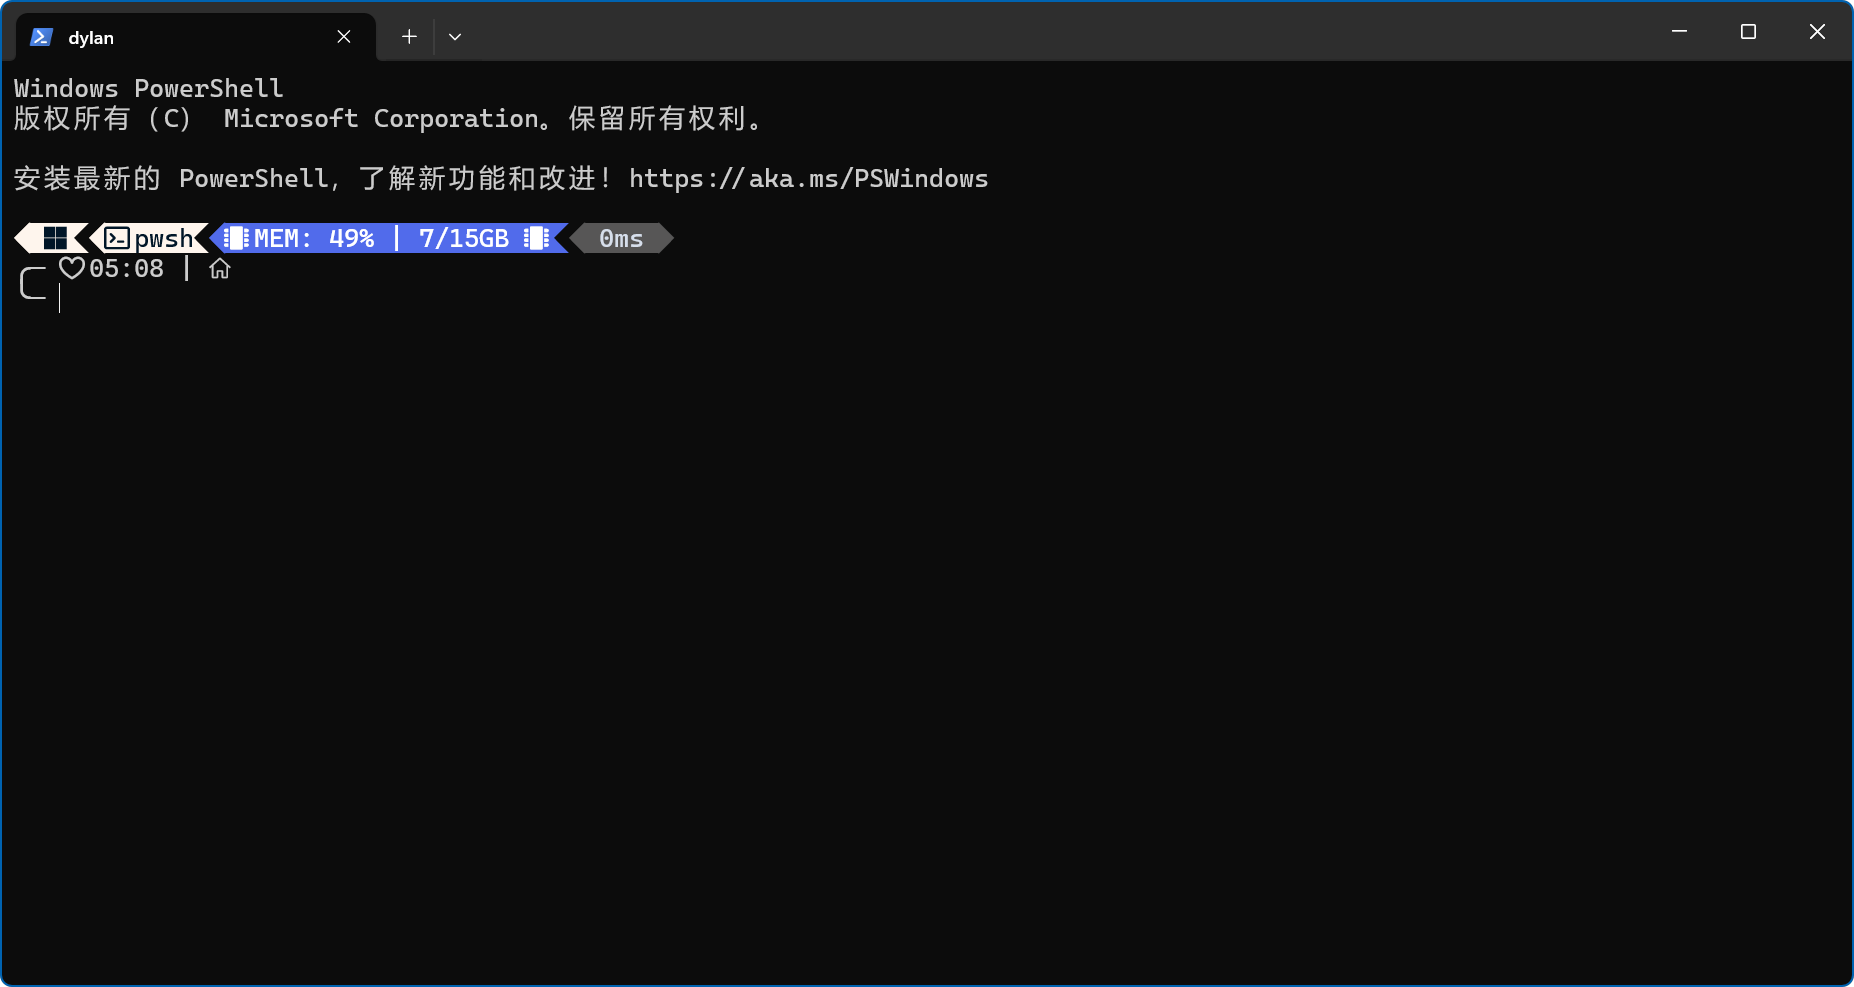 dylan
Windows PowerShell
版权所有 (C)  Microsoft Corporation。保留所有权利。
安装最新的 PowerShell，了解新功能和改进！https://aka.ms/PSWindows
pwsh MEM: 49% | 7/15GB 0ms
05:08 |